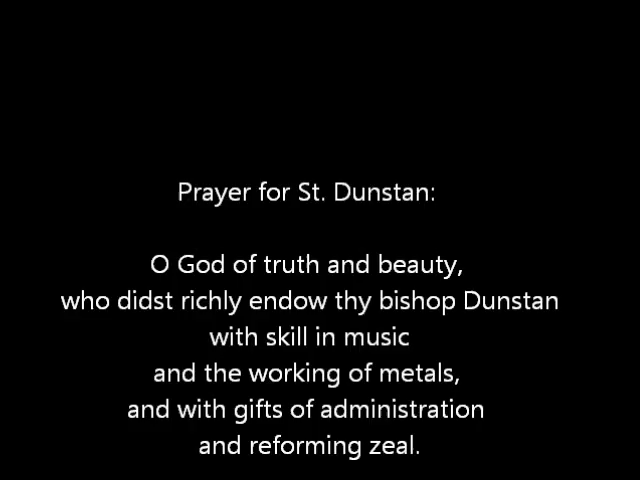 Prayer for St. Dunstan:
O God of truth and beauty,
who didst richly endow thy bishop Dunstan
with skill in music
and the working of metals,
and with gifts of administration
and reforming zeal.